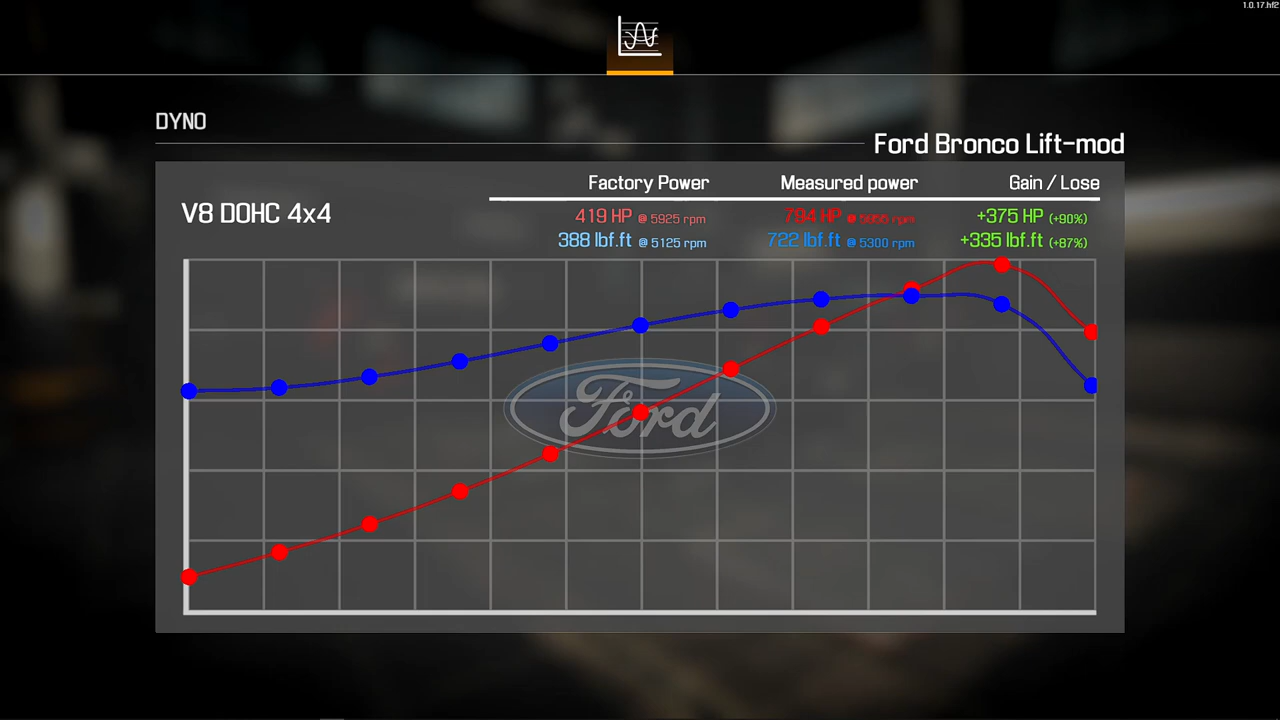 1.0.17.hf2
DYNO
Ford Bronco Lift-mod
Factory Power Measured power Gain / Lose
V8 DOHC 4x4
419 HP @ 5925 rpm 794 HP @ rpm +375 HP (+90%)
388 lbf.ft @ 5125 rpm 722 lbf.ft @ 5300 rpm +335 lbf.ft (+87%)
Ford